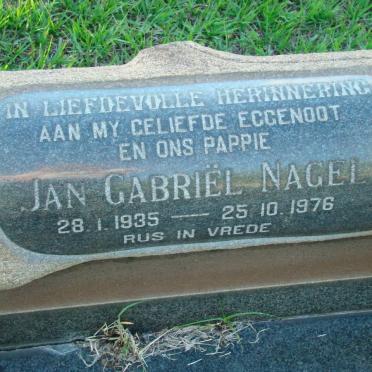 IN LIEFDEVOLLE HERINNERING
AAN MY GELIEFDE EGGENOOT
EN ONS PAPPIE
JAN GABRIËL NAGEL
28.1.1935 — 25.10.1976
RUS IN VREDE